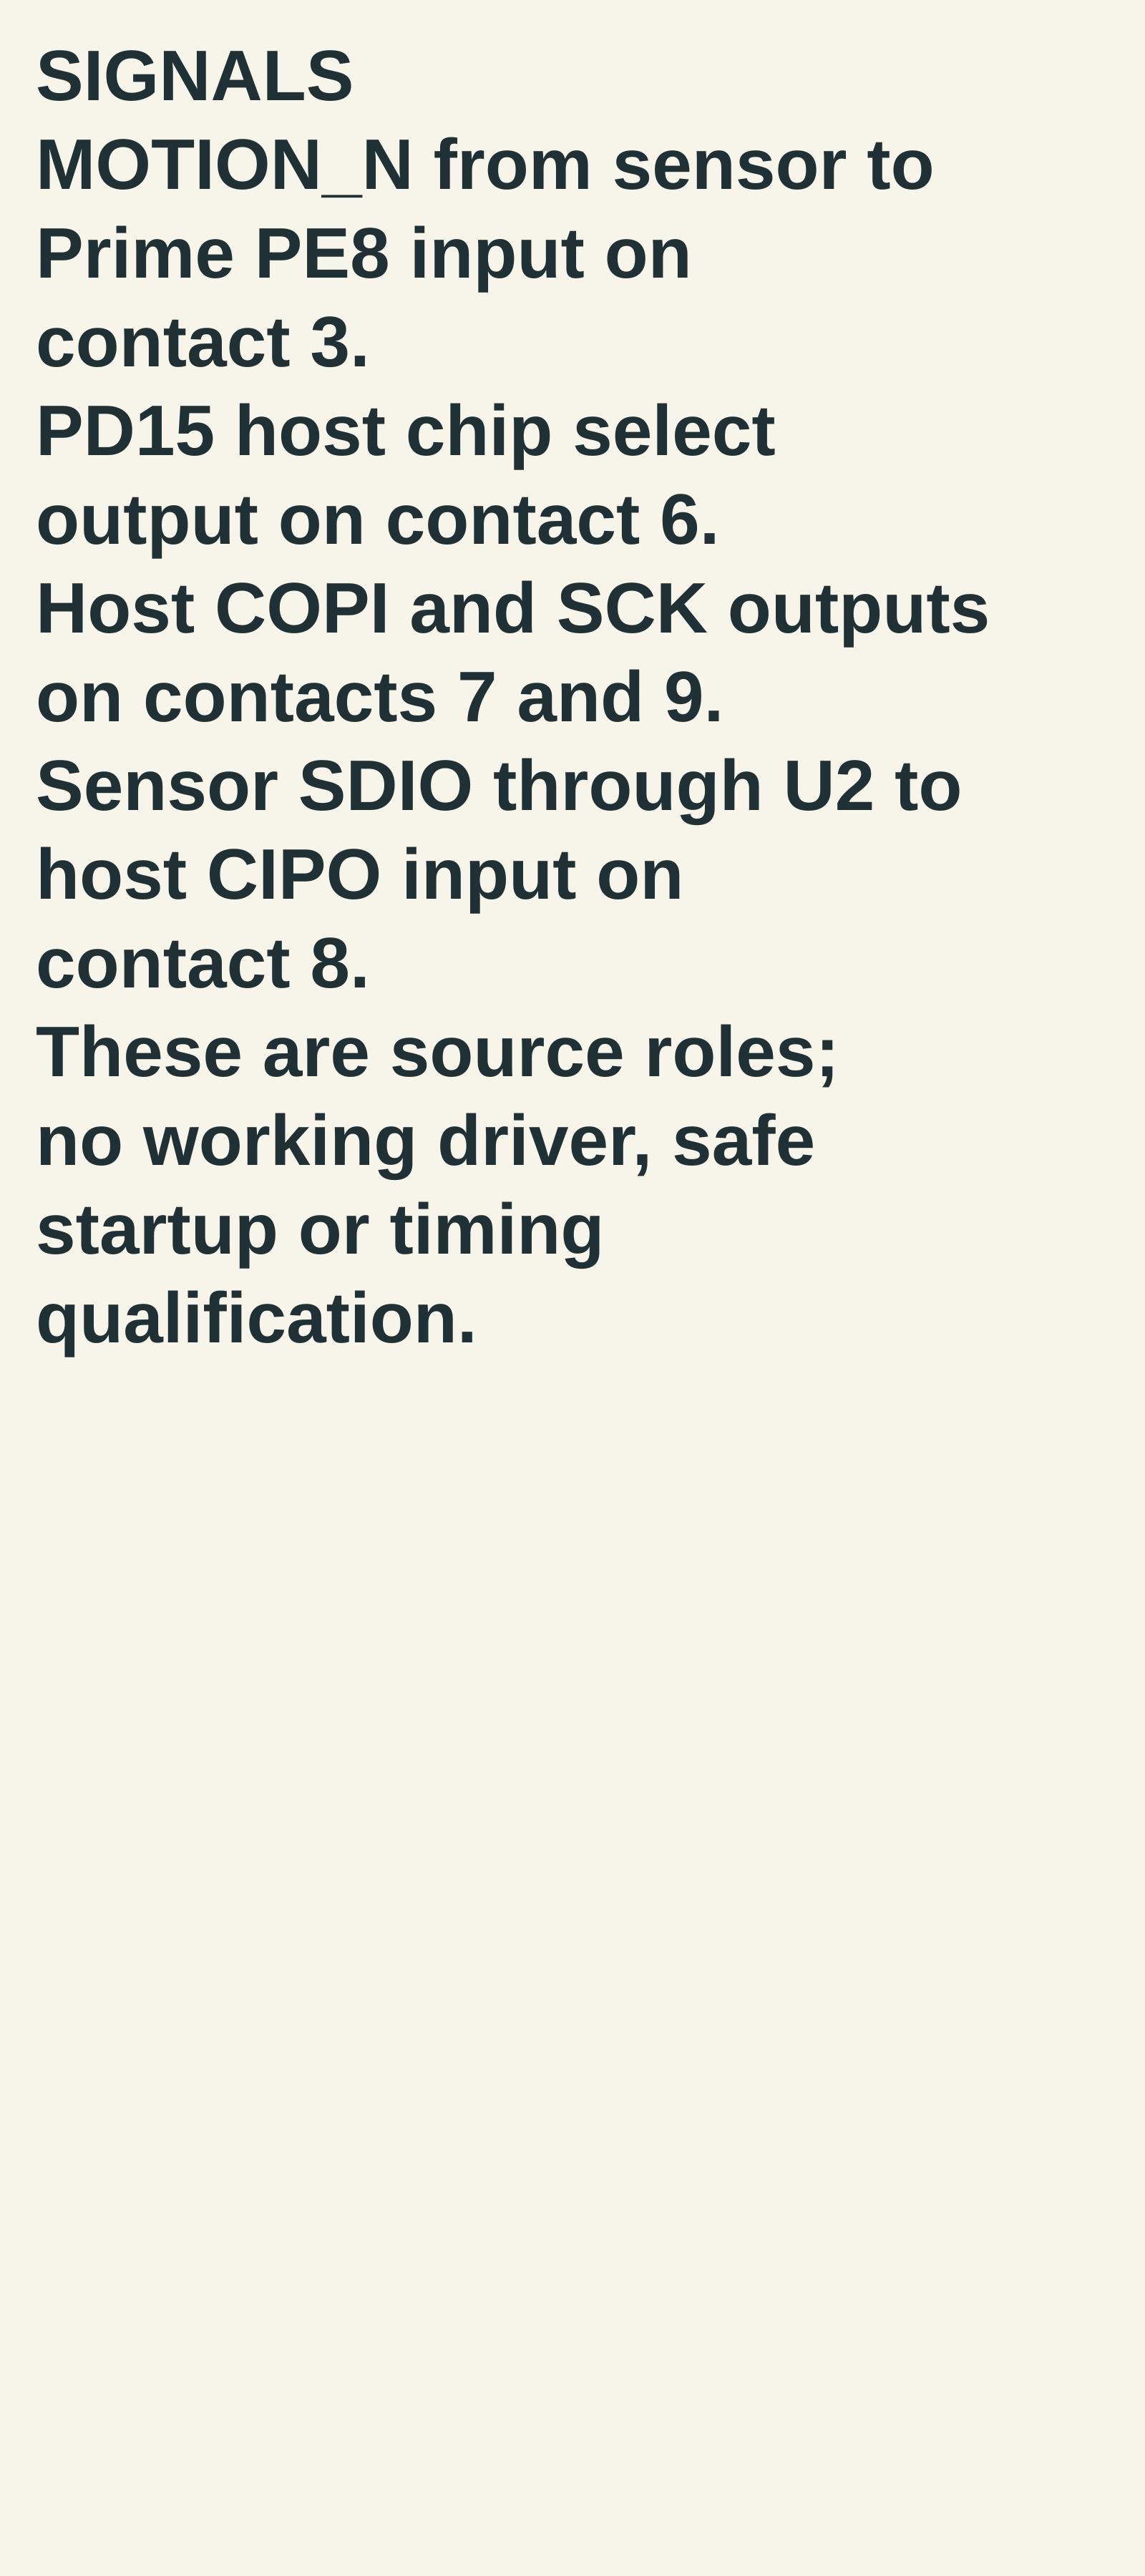 SIGNALS
MOTION_N from sensor to
Prime PE8 input on
contact 3.
PD15 host chip select
output on contact 6.
Host COPI and SCK outputs
on contacts 7 and 9.
Sensor SDIO through U2 to
host CIPO input on
contact 8.
These are source roles;
no working driver, safe
startup or timing
qualification.